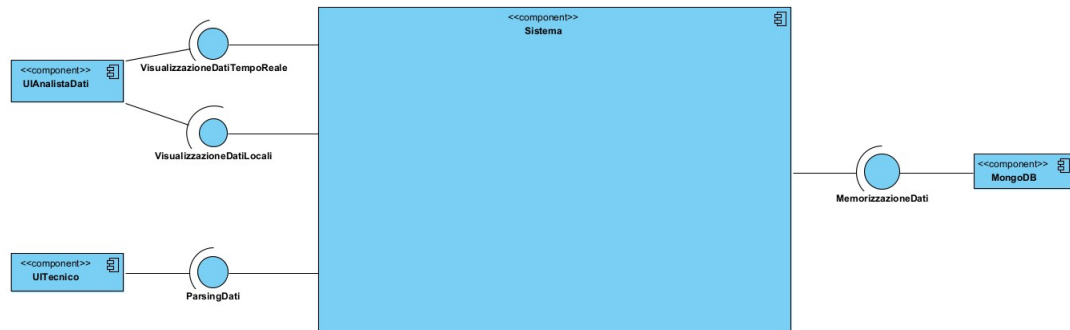 <<component>>
Sistema
VisualizzazioneDatiTempoReale
<<component>>
UIAnalistaDati
VisualizzazioneDatiLocali
<<component>>
MongoDB
MemorizzazioneDati
<<component>>
UITecnico
ParsingDati